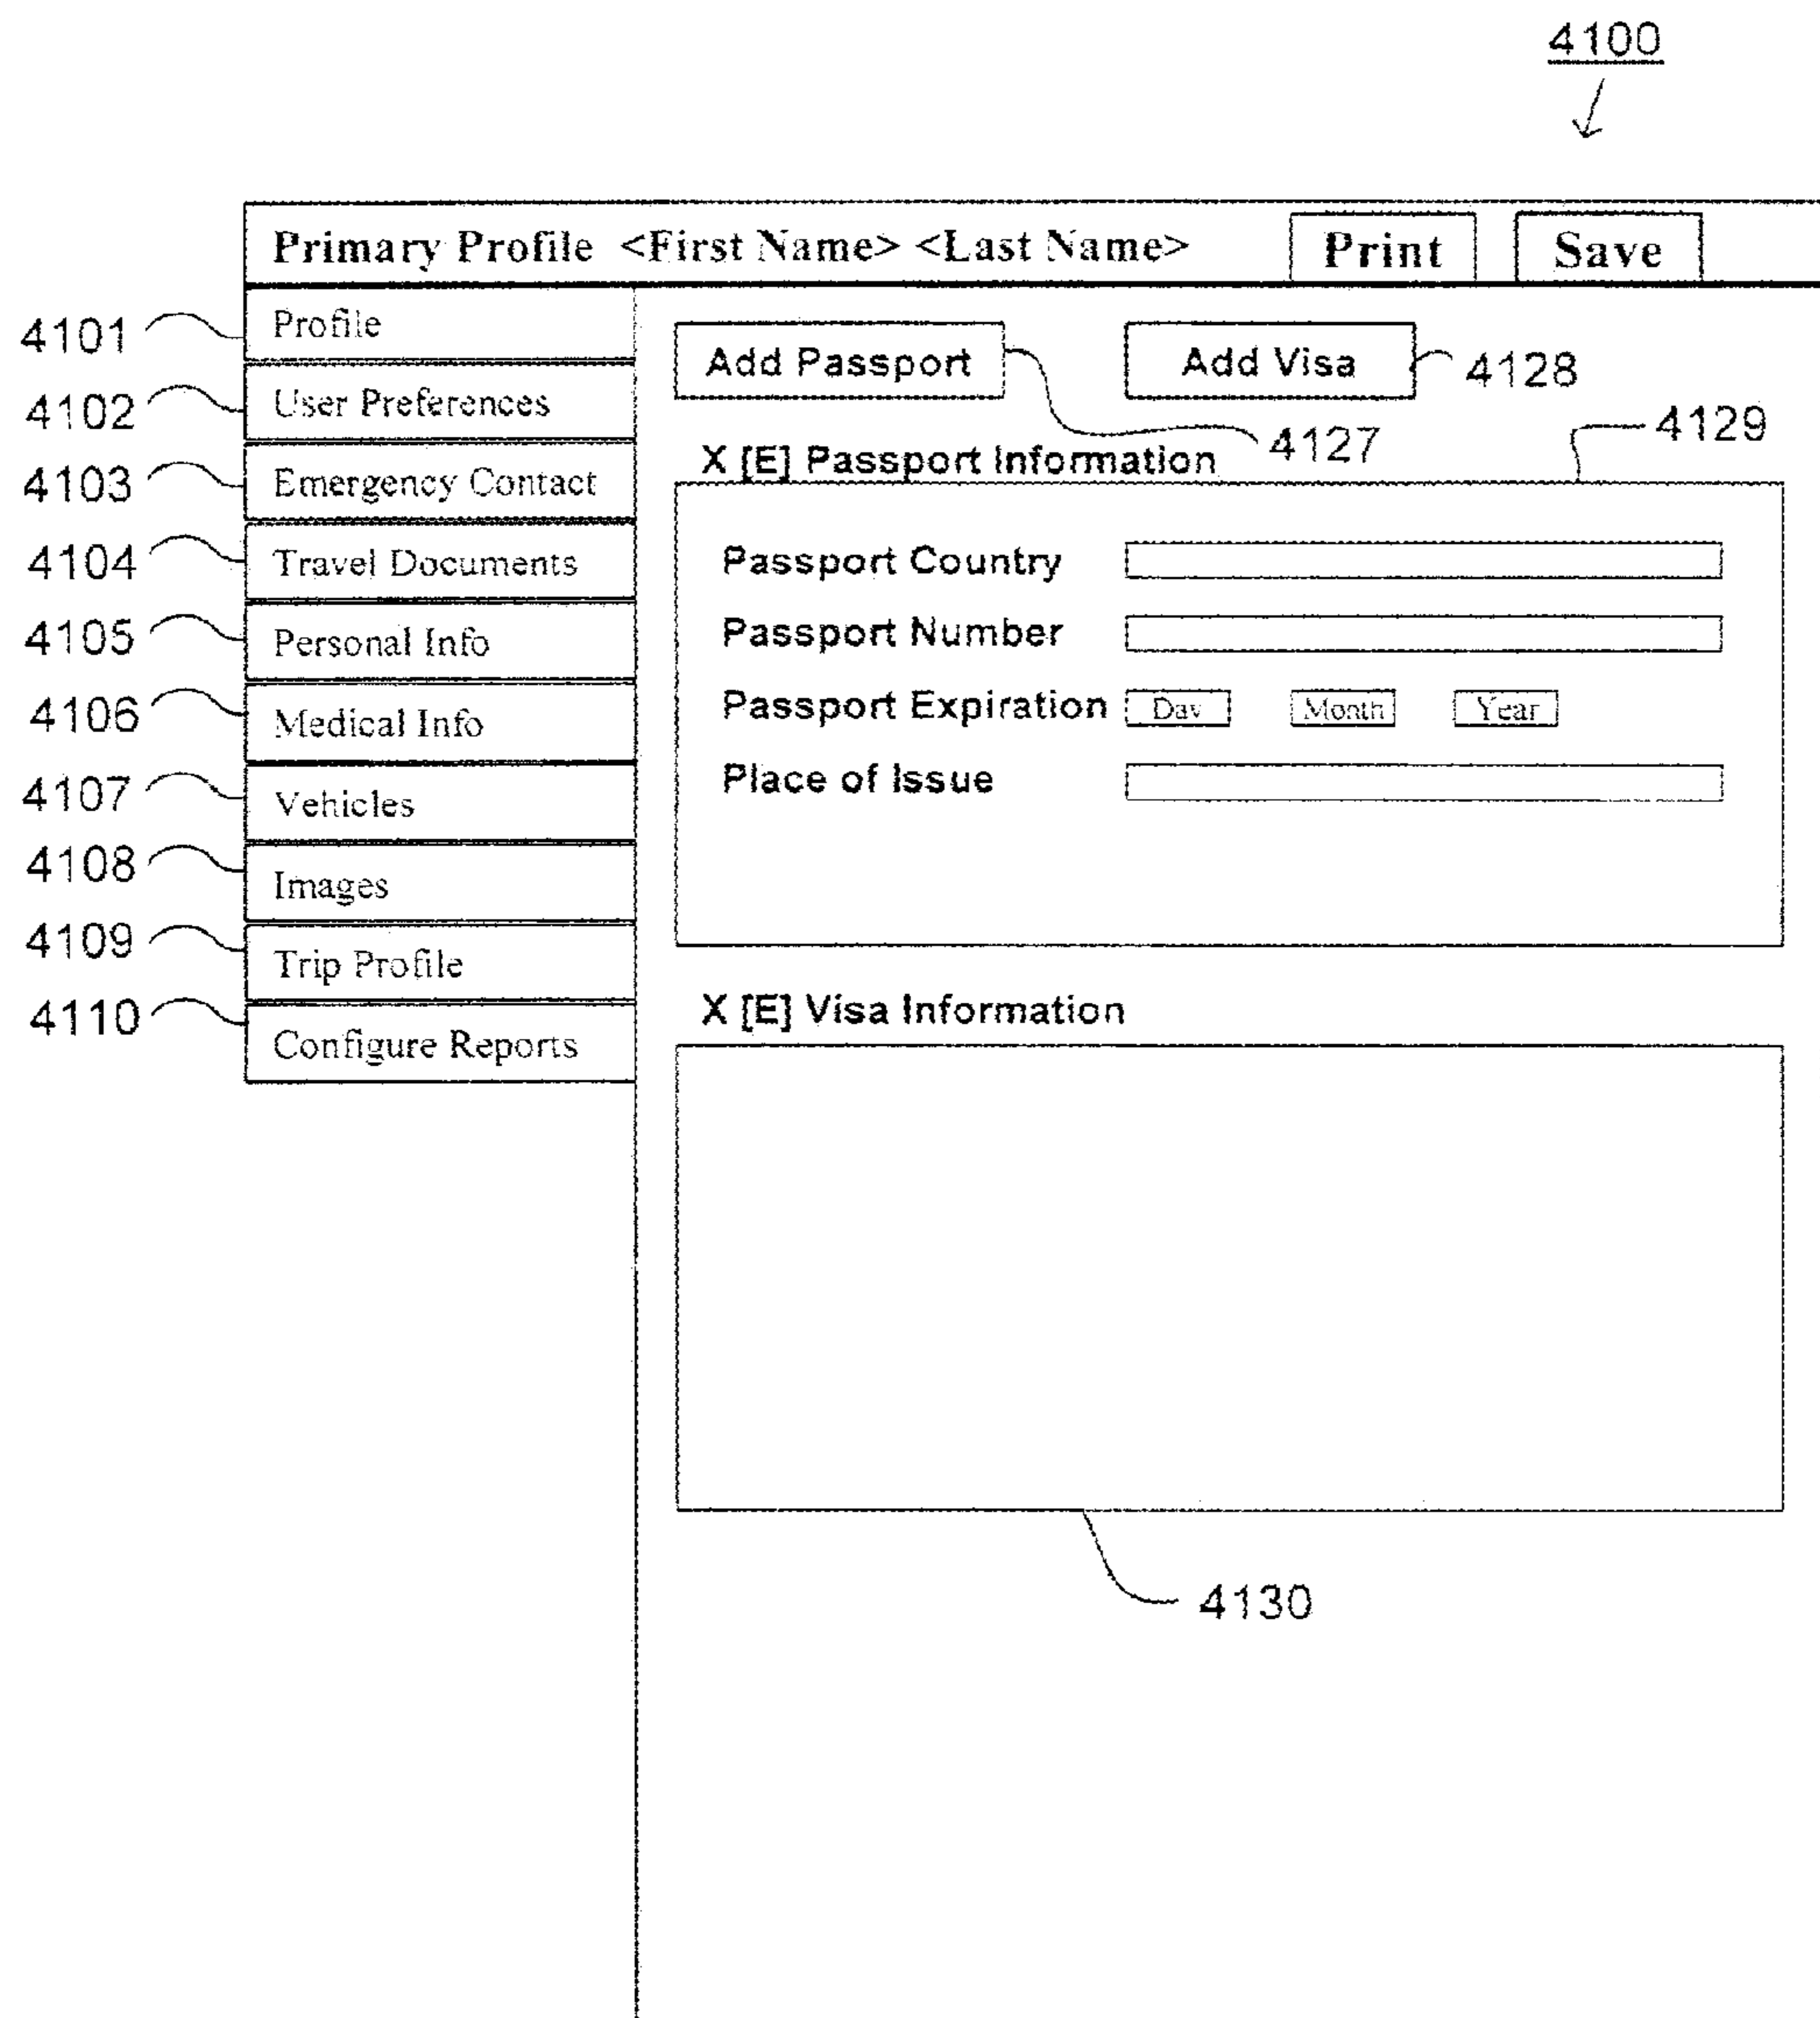 4100
Primary Profile <First Name> <Last Name> Print Save
4101 Profile
4102 User Preferences
4103 Emergency Contact
4104 Travel Documents
4105 Personal Info
4106 Medical Info
4107 Vehicles
4108 Images
4109 Trip Profile
4110 Configure Reports
Add Passport Add Visa 4128
4127 4129
X [E] Passport Information
Passport Country
Passport Number
Passport Expiration Day Month Year
Place of Issue
X [E] Visa Information
4130